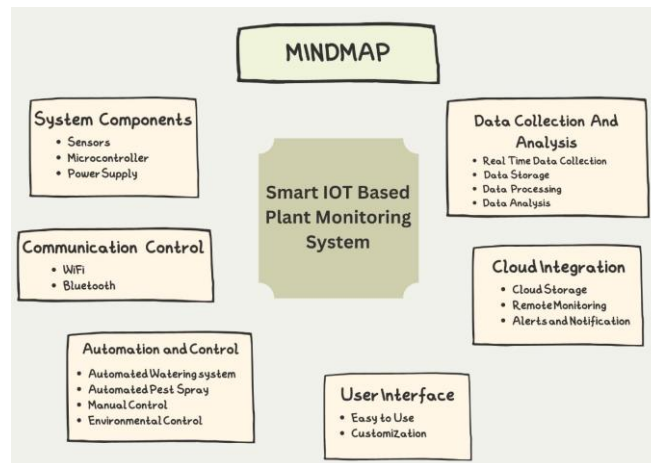 MINDMAP
System Components
• Sensors
• Microcontroller
• Power Supply
Data Collection And
Analysis
• Real Time Data Collection
• Data Storage
• Data Processing
• Data Analysis
Smart IOT Based
Plant Monitoring
System
Communication Control
• WiFi
• Bluetooth
Cloud Integration
• Cloud Storage
• Remote Monitoring
• Alerts and Notification
Automation and Control
• Automated Watering system
• Automated Pest Spray
• Manual Control
• Environmental Control
User Interface
• Easy to Use
• Customization